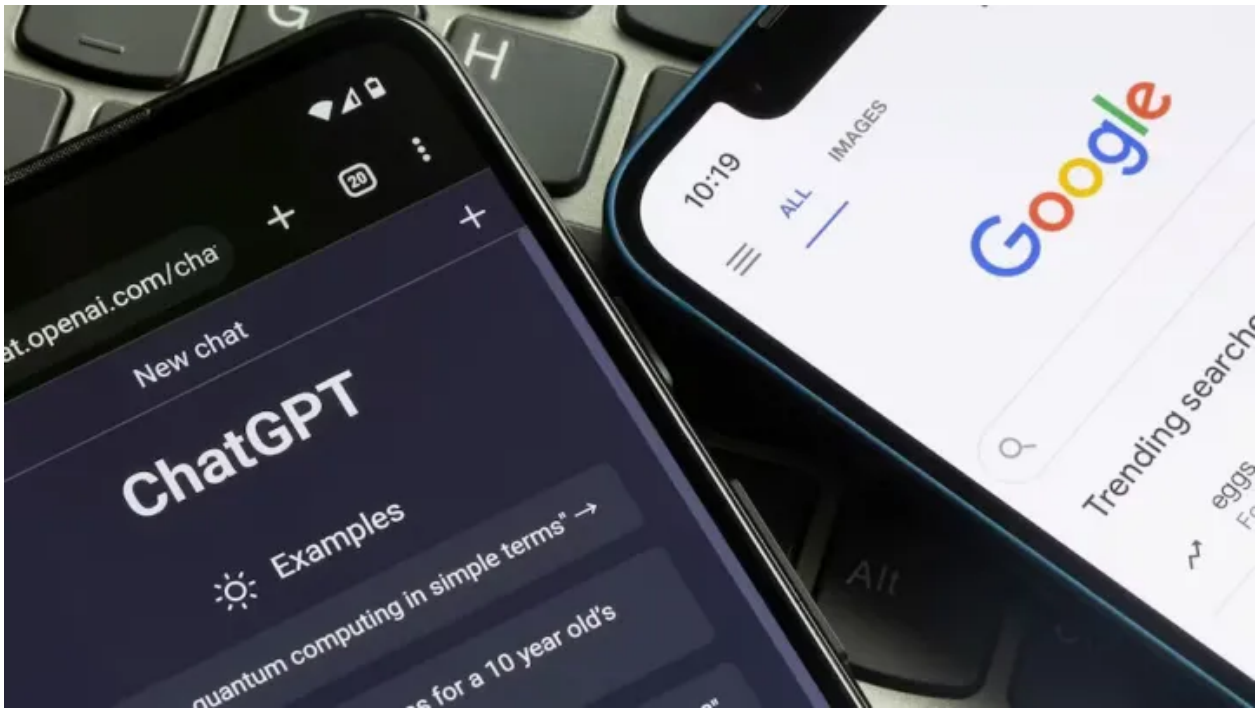 G
H
20
at.openai.com/cha
New chat
ChatGPT
Examples
quantum computing in simple terms" →
for a 10 year old's
10:19
ALL
IMAGES
Google
Trending searche
eggs
Alt